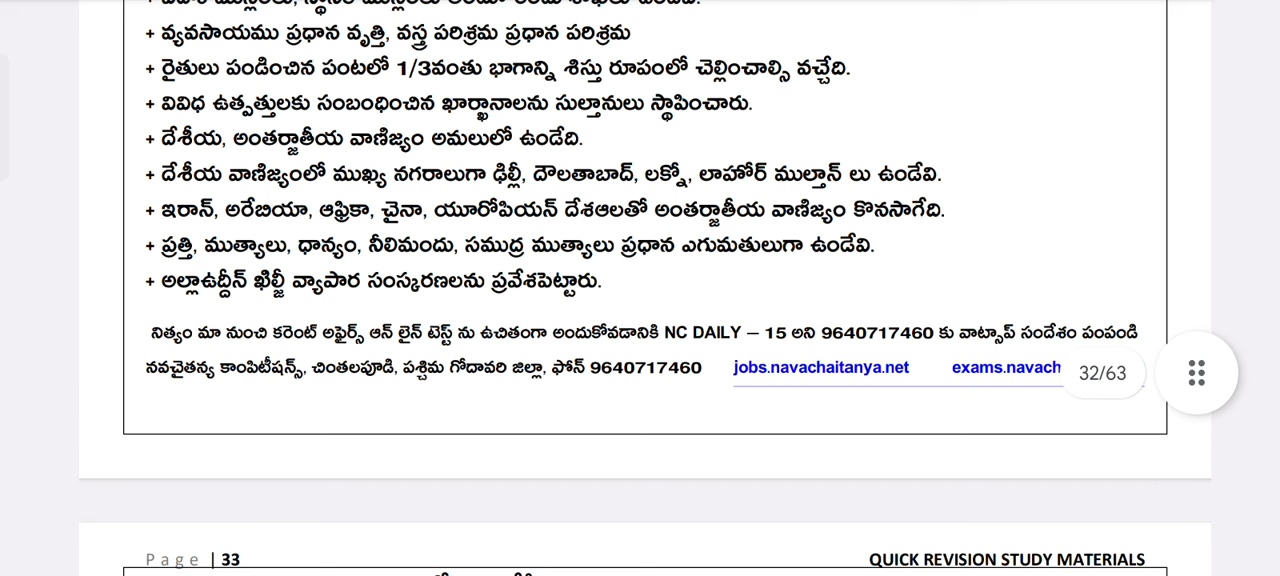 + వ్యవసాయము ప్రధాన వృత్తి, వస్త్ర పరిశ్రమ ప్రధాన పరిశ్రమ
+ రైతులు పండించిన పంటలో 1/3వంతు భాగాన్ని శిస్తు రూపంలో చెల్లించాల్సి వచ్చేది.
+ వివిధ ఉత్పత్తులకు సంబంధించిన ఖార్ఖానాలను సుల్తానులు స్థాపించారు.
+ దేశీయ, అంతర్జాతీయ వాణిజ్యం అమలులో ఉండేది.
+ దేశీయ వాణిజ్యంలో ముఖ్య నగరాలుగా ఢిల్లీ, దౌలతాబాద్, లక్నో, లాహోర్ ముల్తాన్ లు ఉండేవి.
+ ఇరాన్, అరేబియా, ఆఫ్రికా, చైనా, యూరోపియన్ దేశఆలతో అంతర్జాతీయ వాణిజ్యం కొనసాగేది.
+ ప్రత్తి, ముత్యాలు, ధాన్యం, నీలిమందు, సముద్ర ముత్యాలు ప్రధాన ఎగుమతులుగా ఉండేవి.
+ అల్లాఉద్దీన్ ఖిల్జీ వ్యాపార సంస్కరణలను ప్రవేశపెట్టారు.
నిత్యం మా నుంచి కరెంట్ అఫైర్స్ ఆన్ లైన్ టెస్ట్ ను ఉచితంగా అందుకోవడానికి NC DAILY – 15 అని 9640717460 కు వాట్సాప్ సందేశం పంపండి
నవచైతన్య కాంపిటీషన్స్, చింతలపూడి, పశ్చిమ గోదావరి జిల్లా, ఫోన్ 9640717460 jobs.navachaitanya.net exams.navach
32/63
Page | 33 QUICK REVISION STUDY MATERIALS